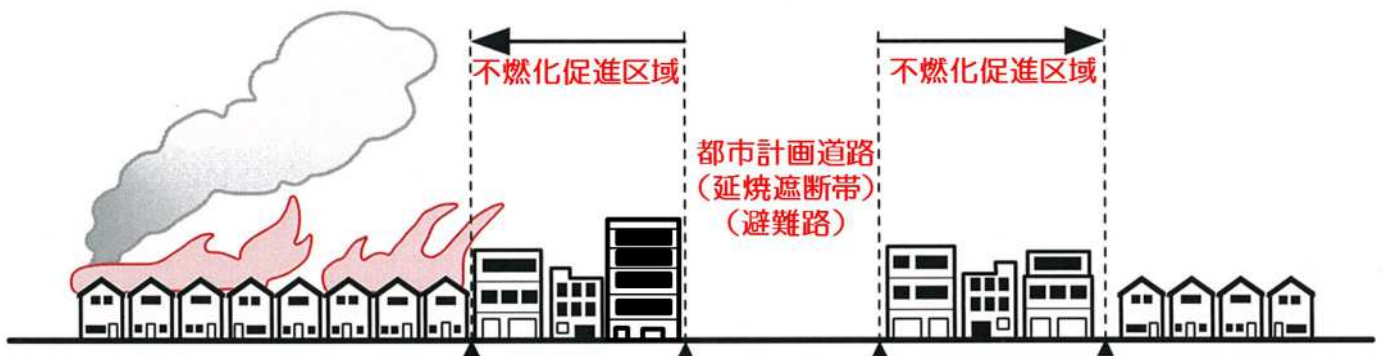 不燃化促進区域
不燃化促進区域
都市計画道路
（延焼遮断帯）
（避難路）